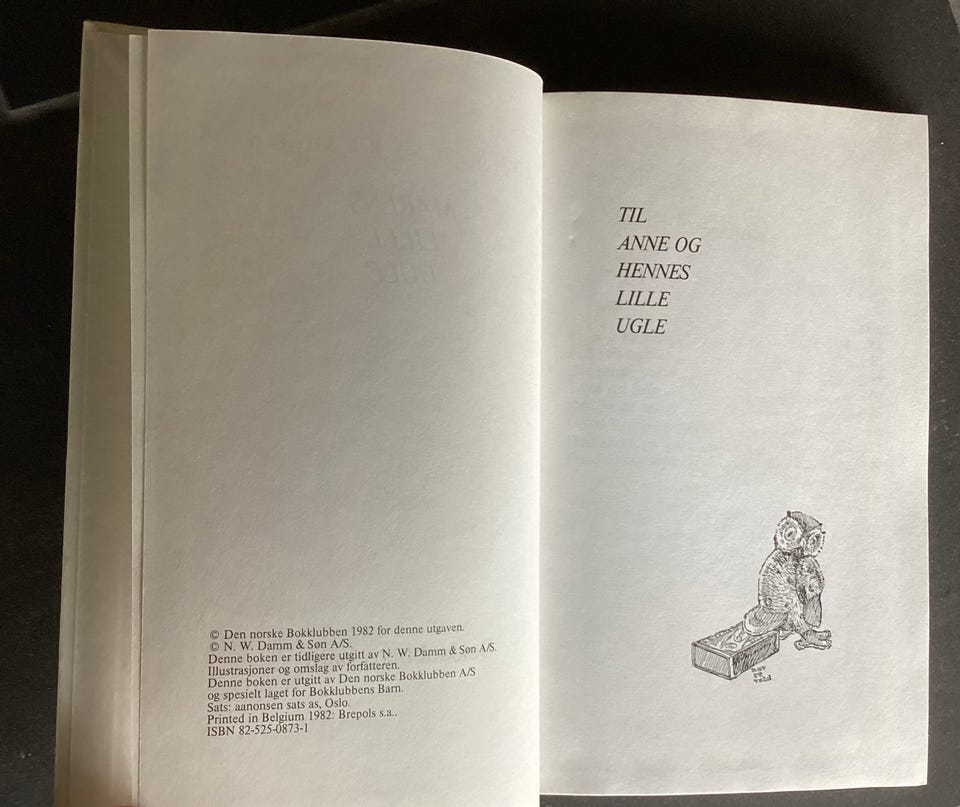 © Den norske Bokklubben 1982 for denne utgaven.
© N. W. Damm & Søn A/S.
Denne boken er tidligere utgitt av N. W. Damm & Søn A/S.
Illustrasjoner og omslag av forfatteren.
Denne boken er utgitt av Den norske Bokklubben A/S
og spesielt laget for Bokklubbens Barn.
Sats: aanonsen sats as, Oslo.
Printed in Belgium 1982: Brepols s.a..
ISBN 82-525-0873-1
TIL
ANNE OG
HENNES
LILLE
UGLE